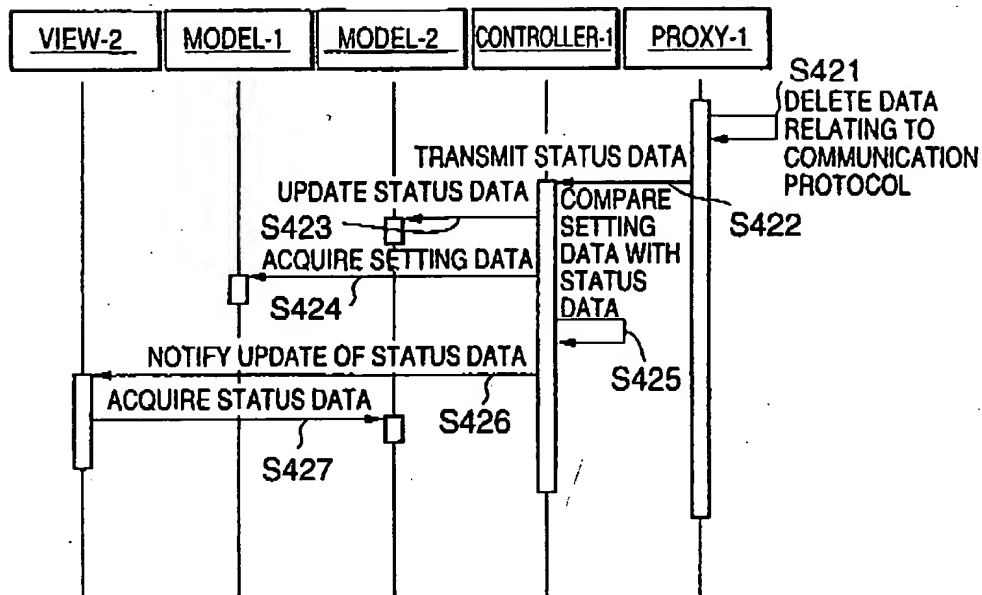 VIEW-2
MODEL-1
MODEL-2
CONTROLLER-1
PROXY-1
S421
DELETE DATA
RELATING TO
COMMUNICATION
PROTOCOL
TRANSMIT STATUS DATA
S422
UPDATE STATUS DATA
S423
COMPARE
SETTING
DATA WITH
STATUS
DATA
ACQUIRE SETTING DATA
S424
S425
NOTIFY UPDATE OF STATUS DATA
S426
ACQUIRE STATUS DATA
S427